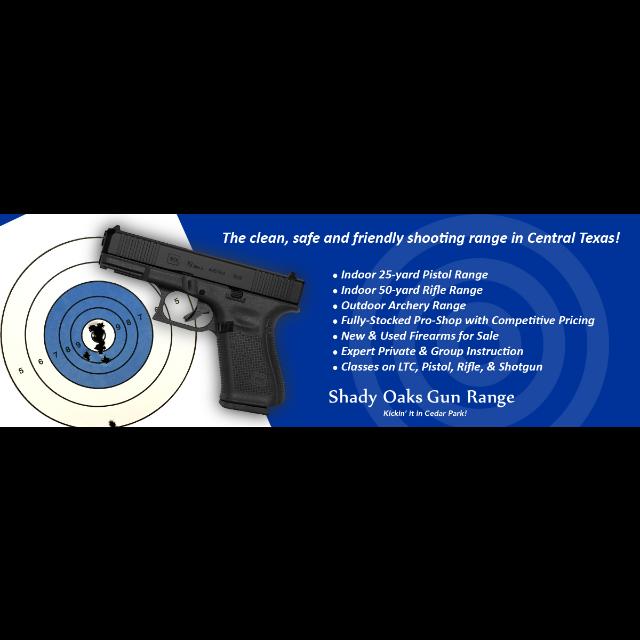 The clean, safe and friendly shooting range in Central Texas!
• Indoor 25-yard Pistol Range
• Indoor 50-yard Rifle Range
• Outdoor Archery Range
• Fully-Stocked Pro-Shop with Competitive Pricing
• New & Used Firearms for Sale
• Expert Private & Group Instruction
• Classes on LTC, Pistol, Rifle, & Shotgun
Shady Oaks Gun Range
Kickin' it in Cedar Park!
5 6 7 8 9
9 8 7
5